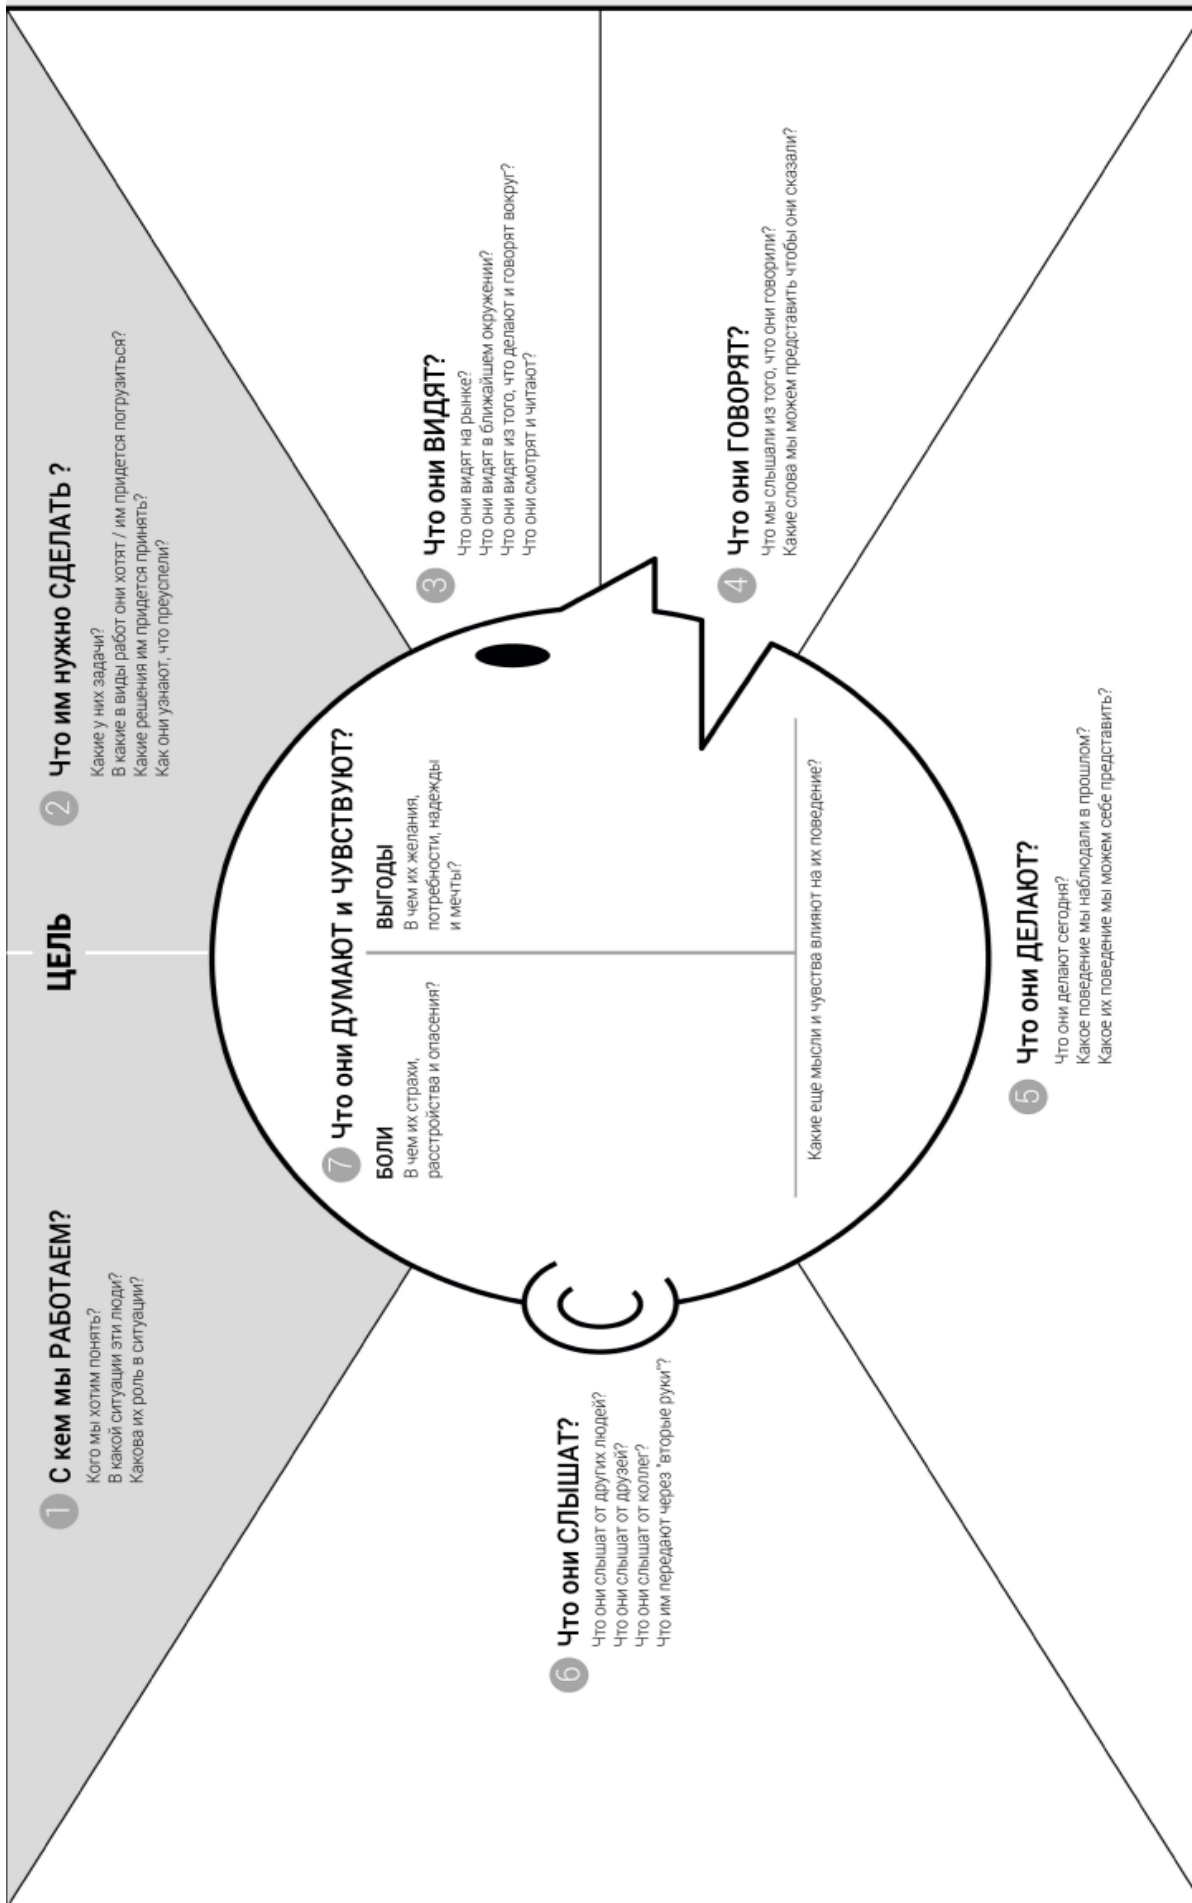 ЦЕЛЬ
1
С кем мы РАБОТАЕМ?
Кого мы хотим понять?
В какой ситуации эти люди?
Какова их роль в ситуации?
2
Что им нужно СДЕЛАТЬ ?
Какие у них задачи?
В какие в виды работ они хотят / им придется погрузиться?
Какие решения им придется принять?
Как они узнают, что преуспели?
3
Что они ВИДЯТ?
Что они видят на рынке?
Что они видят в ближайшем окружении?
Что они видят из того, что делают и говорят вокруг?
Что они смотрят и читают?
4
Что они ГОВОРЯТ?
Что мы слышали из того, что они говорили?
Какие слова мы можем представить чтобы они сказали?
5
Что они ДЕЛАЮТ?
Что они делают сегодня?
Какое поведение мы наблюдали в прошлом?
Какое их поведение мы можем себе представить?
6
Что они СЛЫШАТ?
Что они слышат от других людей?
Что они слышат от друзей?
Что они слышат от коллег?
Что им передают через "вторые руки"?
7
Что они ДУМАЮТ и ЧУВСТВУЮТ?
БОЛИ
В чем их страхи,
расстройства и опасения?
ВЫГОДЫ
В чем их желания,
потребности, надежды
и мечты?
Какие еще мысли и чувства влияют на их поведение?